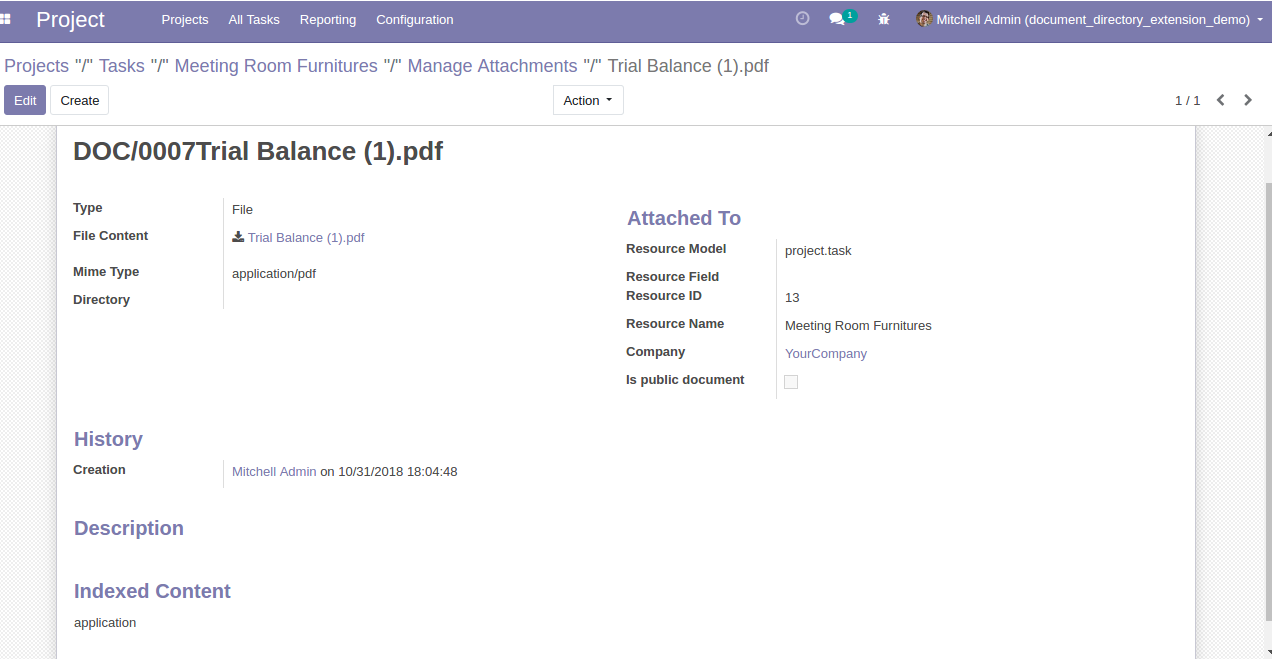 Project Projects All Tasks Reporting Configuration 1 Mitchell Admin (document_directory_extension_demo)
Projects "/" Tasks "/" Meeting Room Furnitures "/" Manage Attachments "/" Trial Balance (1).pdf
Edit Create Action 1 / 1
DOC/0007Trial Balance (1).pdf
Type File
File Content Trial Balance (1).pdf
Mime Type application/pdf
Directory
Attached To
Resource Model project.task
Resource Field
Resource ID 13
Resource Name Meeting Room Furnitures
Company YourCompany
Is public document
History
Creation Mitchell Admin on 10/31/2018 18:04:48
Description
Indexed Content
application